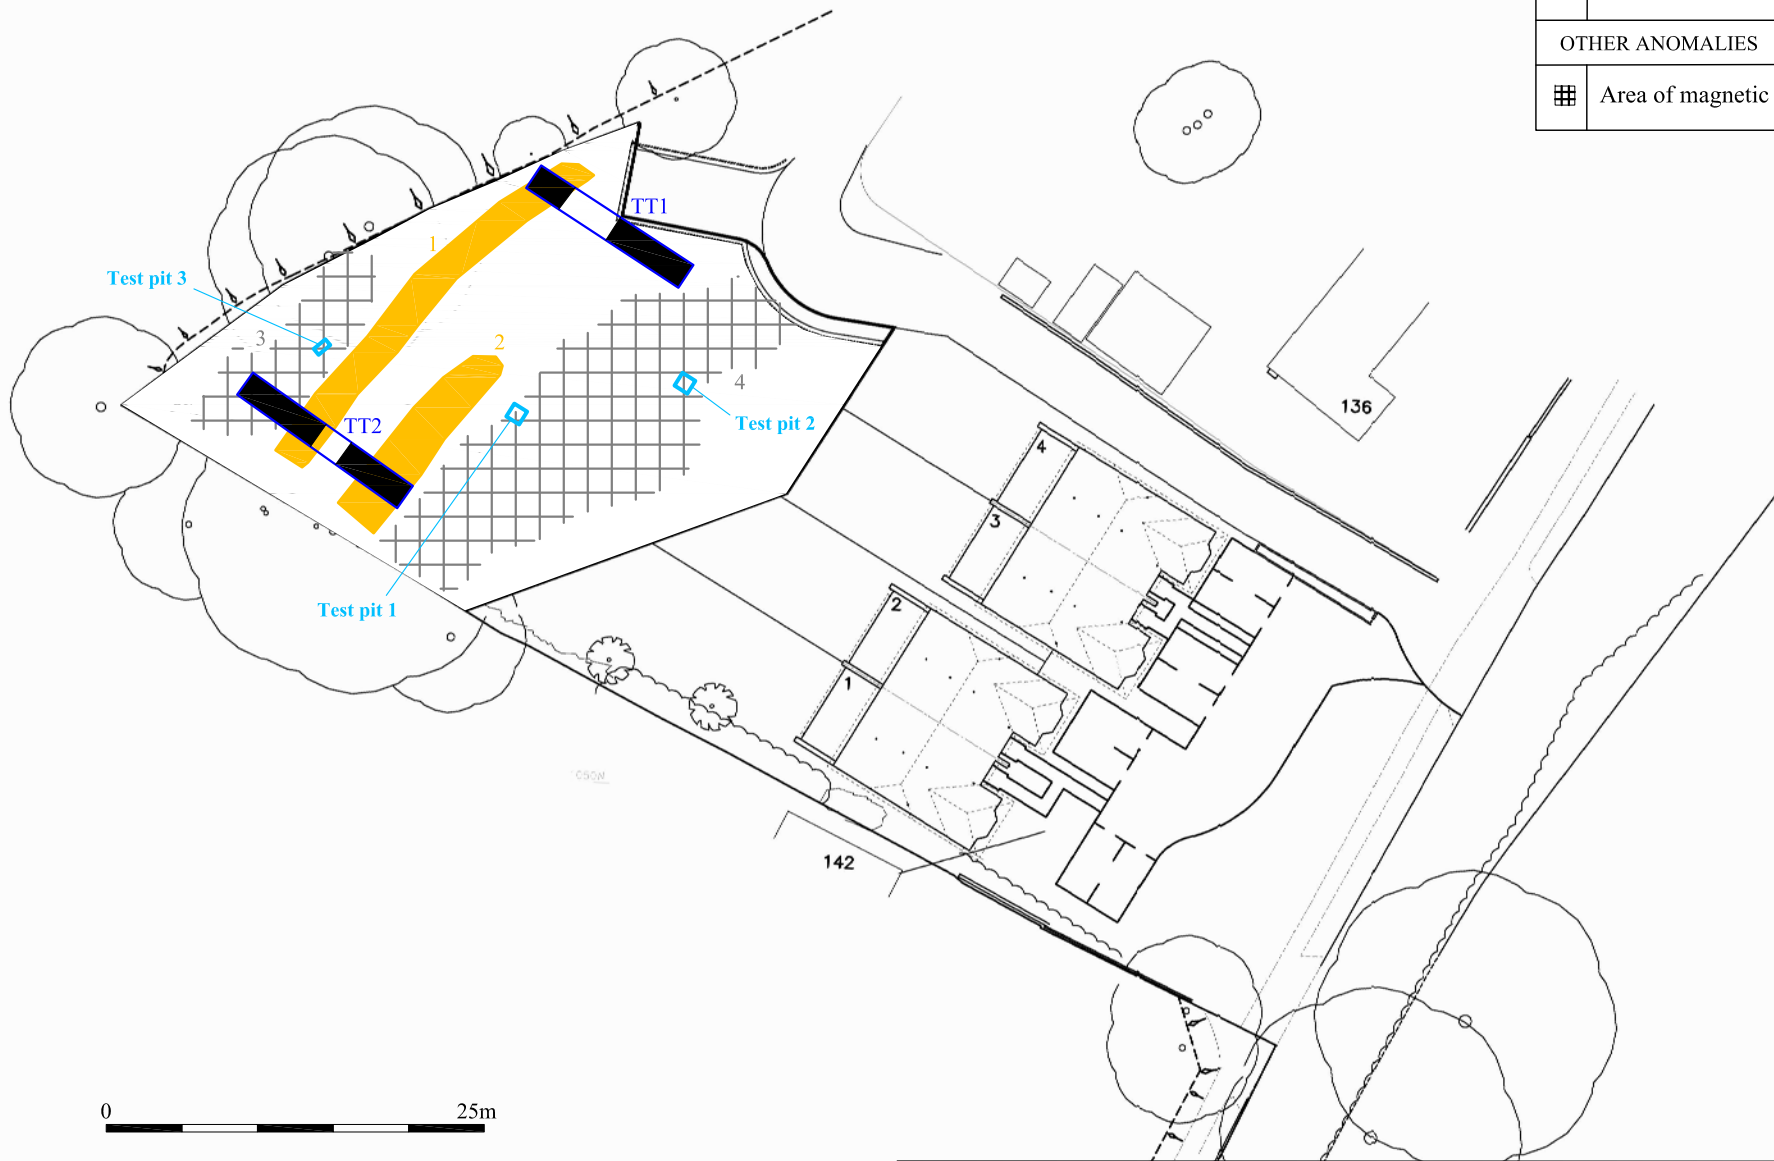 OTHER ANOMALIES
Area of magnetic
TT1
1
Test pit 3
2
3
4
136
Test pit 2
TT2
4
3
Test pit 1
2
1
142
0 25m